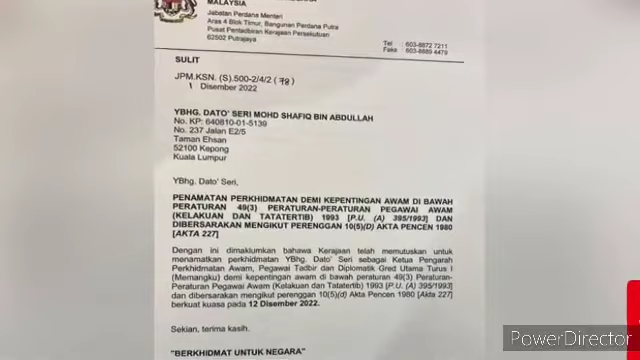 MALAYSIA
Jabatan Perdana Menteri
Aras 4 Blok Timur, Bangunan Perdana Putra
Pusat Pentadbiran Kerajaan Persekutuan
62502 Putrajaya
Tel : 603-8872 7211
Faks : 603-8889 4479
SULIT
JPM.KSN. (S).500-2/4/2 (78)
1 Disember 2022
YBHG. DATO' SERI MOHD SHAFIQ BIN ABDULLAH
No. KP: 640810-01-5139
No. 237 Jalan E2/5
Taman Ehsan
52100 Kepong
Kuala Lumpur
YBhg. Dato' Seri,
PENAMATAN PERKHIDMATAN DEMI KEPENTINGAN AWAM DI BAWAH
PERATURAN 49(3) PERATURAN-PERATURAN PEGAWAI AWAM
(KELAKUAN DAN TATATERTIB) 1993 [P.U. (A) 395/1993] DAN
DIBERSARAKAN MENGIKUT PERENGGAN 10(5)(D) AKTA PENCEN 1980
[AKTA 227]
Dengan ini dimaklumkan bahawa Kerajaan telah memutuskan untuk
menamatkan perkhidmatan YBhg. Dato' Seri sebagai Ketua Pengarah
Perkhidmatan Awam, Pegawai Tadbir dan Diplomatik Gred Utama Turus I
(Memangku) demi kepentingan awam di bawah peraturan 49(3) Peraturan-
Peraturan Pegawai Awam (Kelakuan dan Tatatertib) 1993 [P.U. (A) 395/1993]
dan dibersarakan mengikut perenggan 10(5)(d) Akta Pencen 1980 [Akta 227]
berkuat kuasa pada 12 Disember 2022.
Sekian, terima kasih.
"BERKHIDMAT UNTUK NEGARA"
PowerDirector